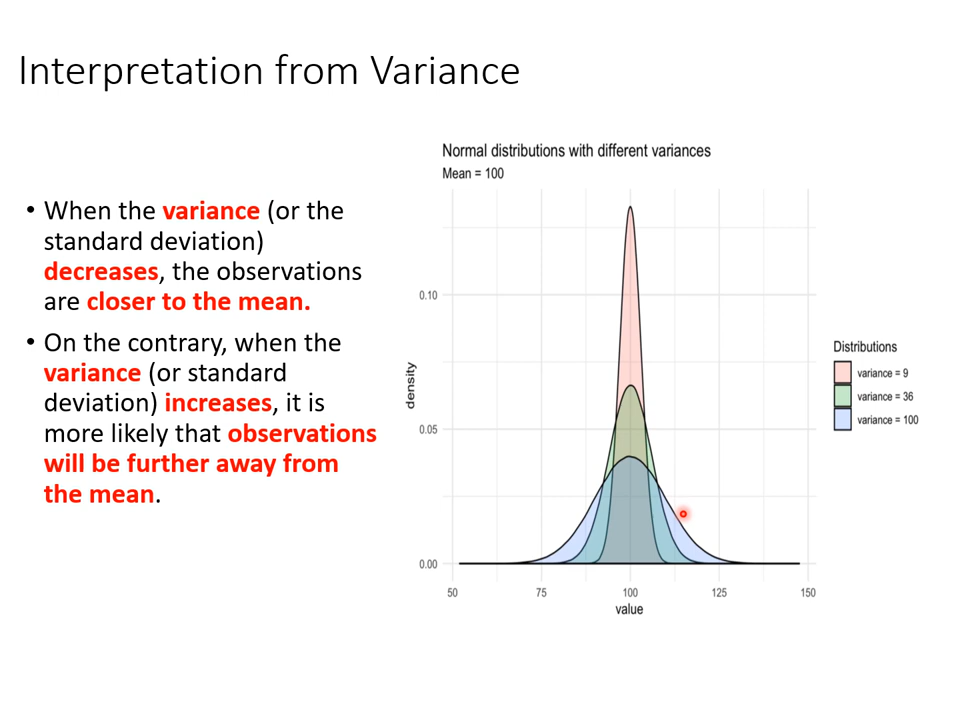 Interpretation from Variance
• When the variance (or the
standard deviation)
decreases, the observations
are closer to the mean.
• On the contrary, when the
variance (or standard
deviation) increases, it is
more likely that observations
will be further away from
the mean.
Normal distributions with different variances
Mean = 100
0.10
0.05
0.00
density
50 75 100 125 150
value
Distributions
variance = 9
variance = 36
variance = 100